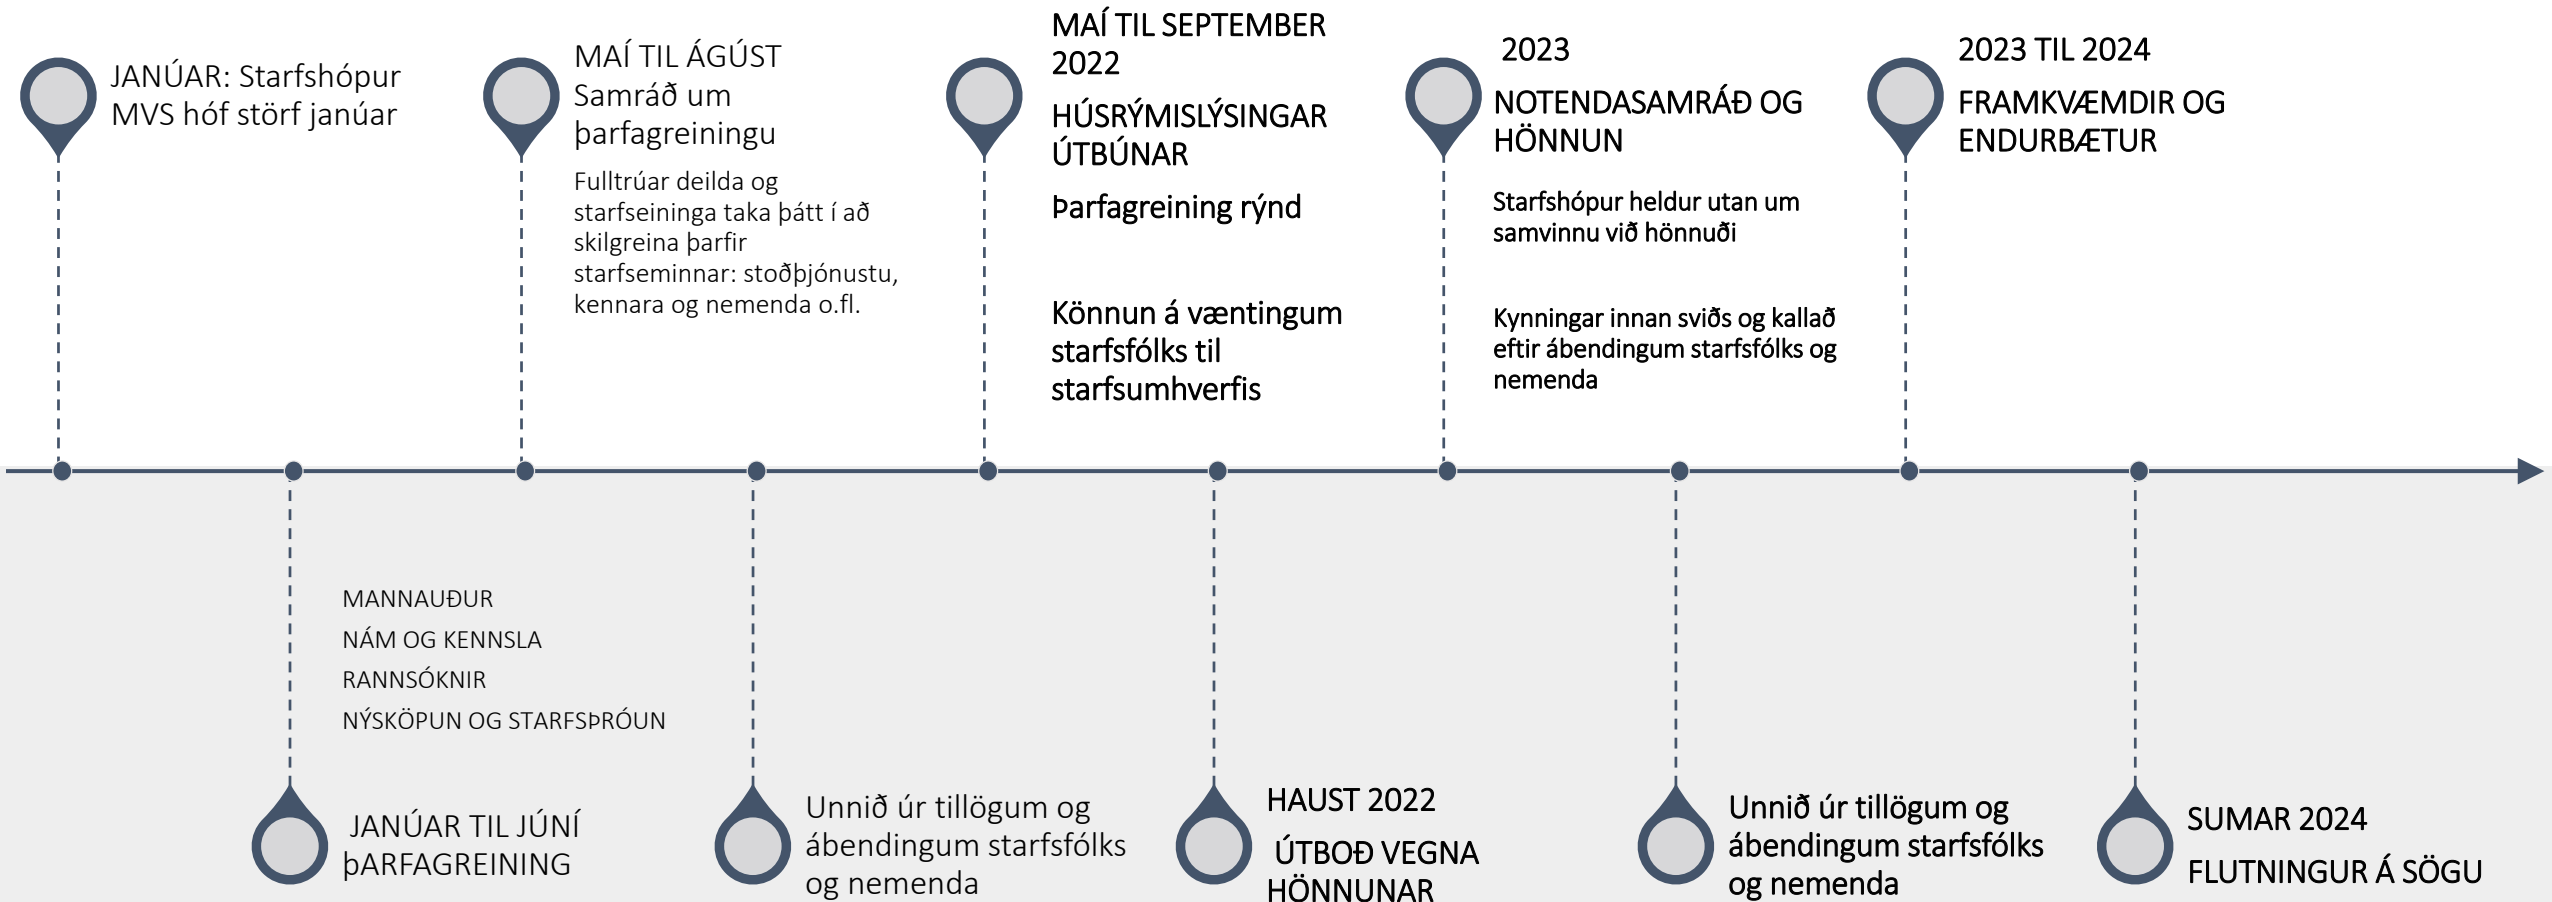 JANÚAR: Starfshópur
MVS hóf störf janúar
MAÍ TIL ÁGÚST
Samráð um
þarfagreiningu
Fulltrúar deilda og
starfseininga taka þátt í að
skilgreina þarfir
starfseminnar: stoðþjónustu,
kennara og nemenda o.fl.
MAÍ TIL SEPTEMBER
2022
HÚSRÝMISLÝSINGAR
ÚTBÚNAR
Þarfagreining rýnd
Könnun á væntingum
starfsfólks til
starfsumhverfis
2023
NOTENDASAMRÁÐ OG
HÖNNUN
Starfshópur heldur utan um
samvinnu við hönnuði
Kynningar innan sviðs og kallað
eftir ábendingum starfsfólks og
nemenda
2023 TIL 2024
FRAMKVÆMDIR OG
ENDURBÆTUR
MANNAUÐUR
NÁM OG KENNSLA
RANNSÓKNIR
NÝSKÖPUN OG STARFSÞRÓUN
JANÚAR TIL JÚNÍ
þARFAGREINING
Unnið úr tillögum og
ábendingum starfsfólks
og nemenda
HAUST 2022
ÚTBOÐ VEGNA
HÖNNUNAR
Unnið úr tillögum og
ábendingum starfsfólks
og nemenda
SUMAR 2024
FLUTNINGUR Á SÖGU